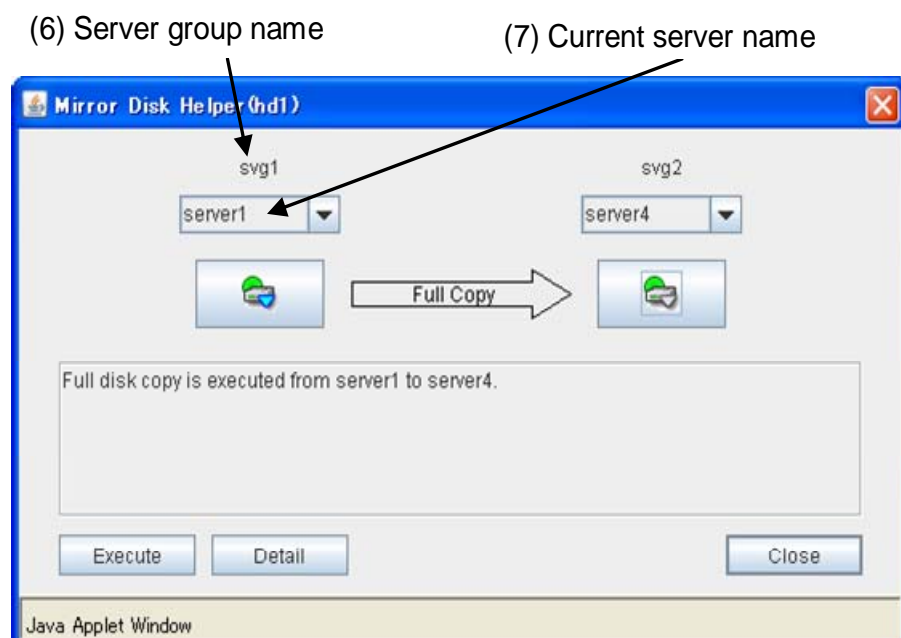 (6) Server group name
(7) Current server name
Mirror Disk Helper(hd1)
svg1
svg2
server1
server4
Full Copy
Full disk copy is executed from server1 to server4.
Execute
Detail
Close
Java Applet Window